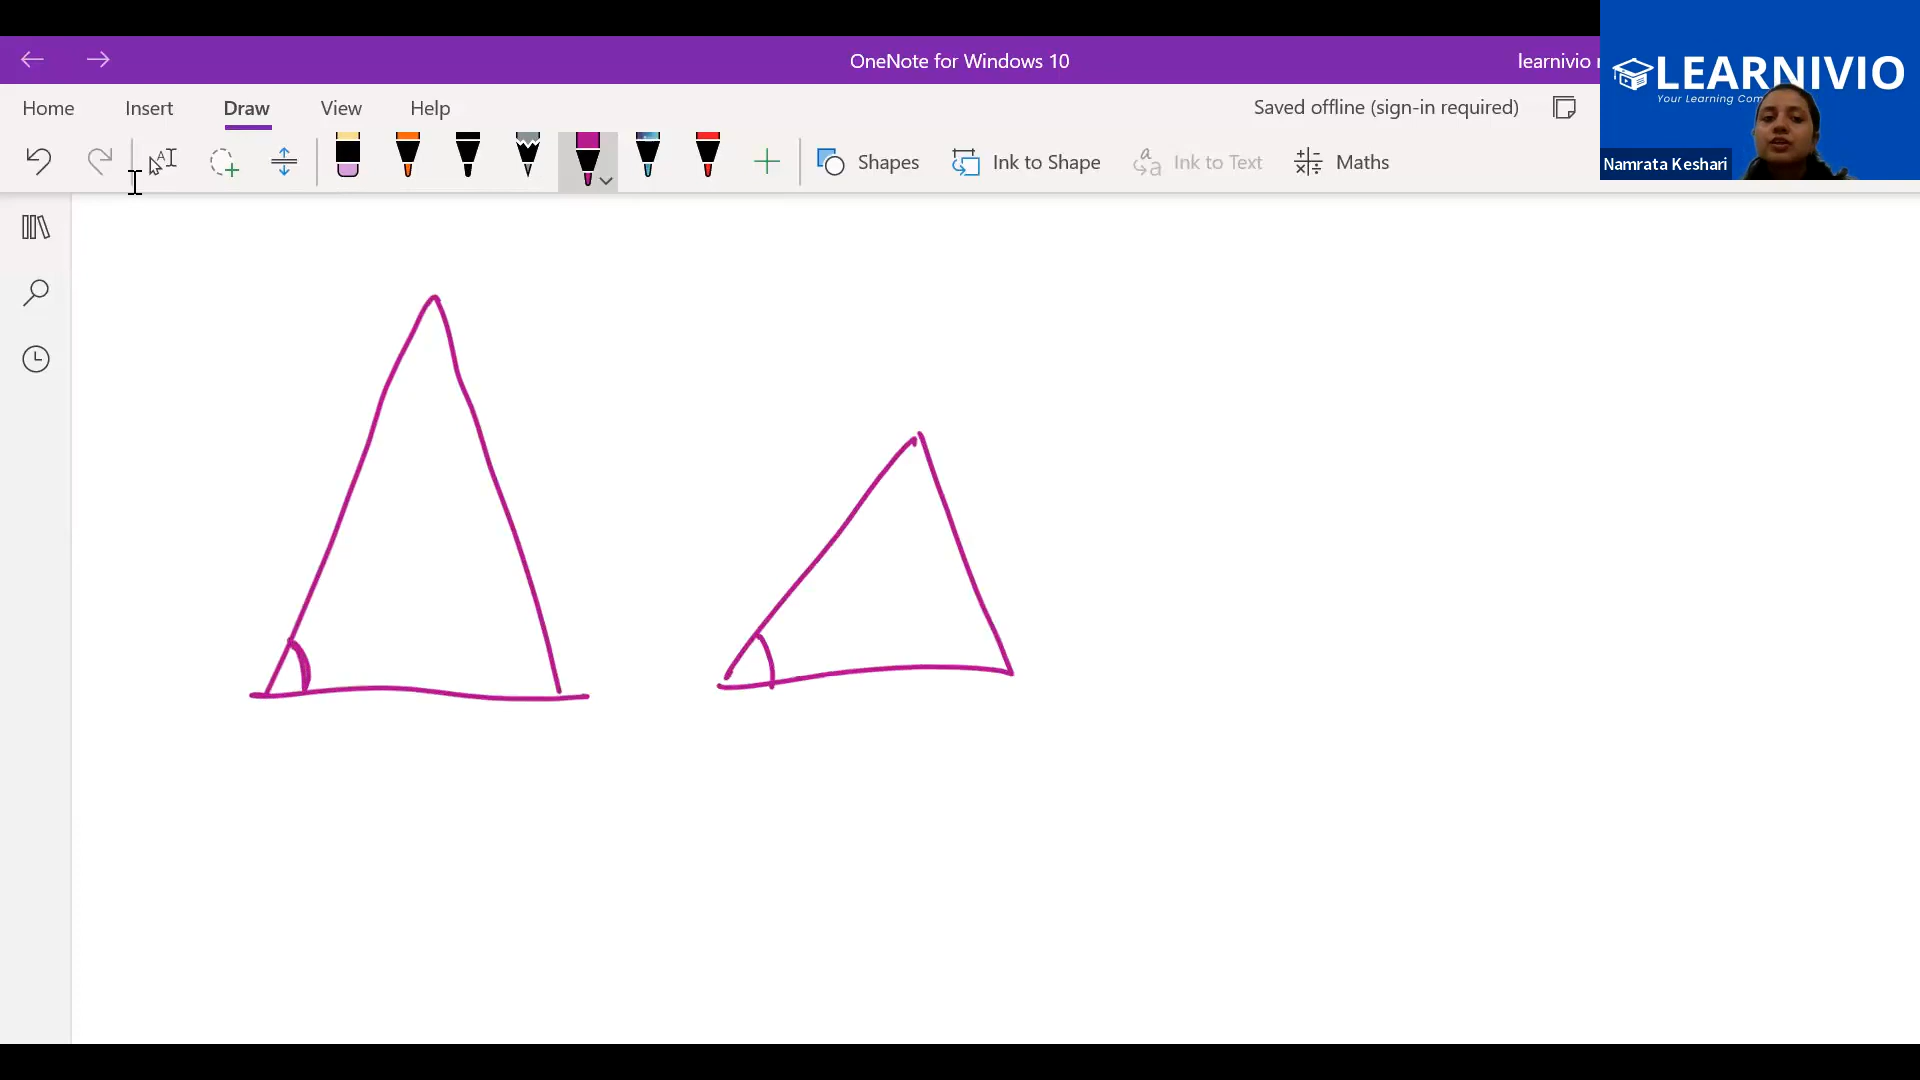 OneNote for Windows 10
learnivio
LEARNIVIO
Your Learning Com
Namrata Keshari
Home Insert Draw View Help
Saved offline (sign-in required)
Shapes Ink to Shape Ink to Text Maths